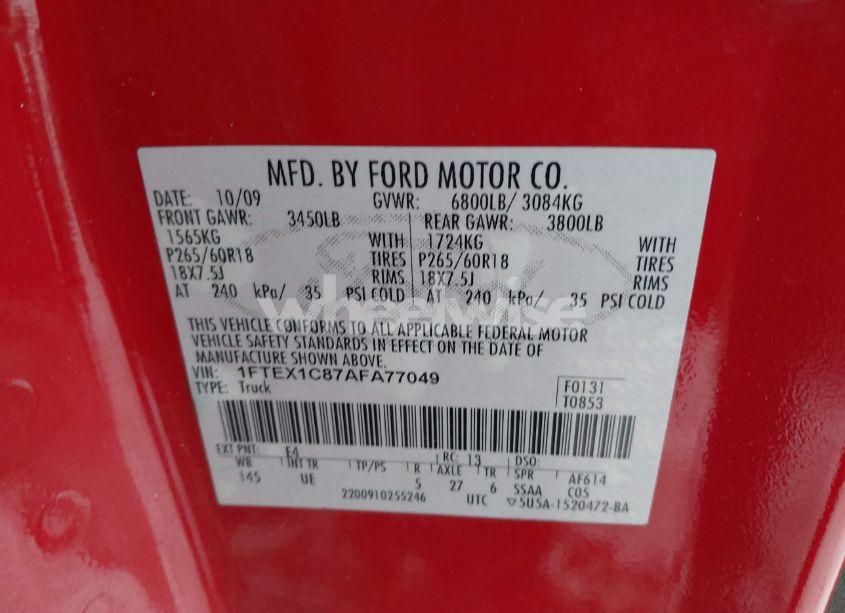 MFD. BY FORD MOTOR CO.
DATE: 10/09 GVWR: 6800LB/ 3084KG
FRONT GAWR: 3450LB REAR GAWR: 3800LB
1565KG WITH 1724KG WITH
P265/60R18 TIRES P265/60R18 TIRES
18X7.5J RIMS 18X7.5J RIMS
AT 240 kPa/ 35 PSI COLD AT 240 kPa/ 35 PSI COLD
wheelwise
THIS VEHICLE CONFORMS TO ALL APPLICABLE FEDERAL MOTOR
VEHICLE SAFETY STANDARDS IN EFFECT ON THE DATE OF
MANUFACTURE SHOWN ABOVE.
VIN: 1FTEX1C87AFA77049
TYPE: Truck
F0131
T0853
EXT PNT: E4 RC: 13 DSO:
WB INT TR TP/PS R AXLE TR SPR AF614
145 UE 5 27 6 SSAA C05
2200910255246 UTC 5U5A-1520472-BA